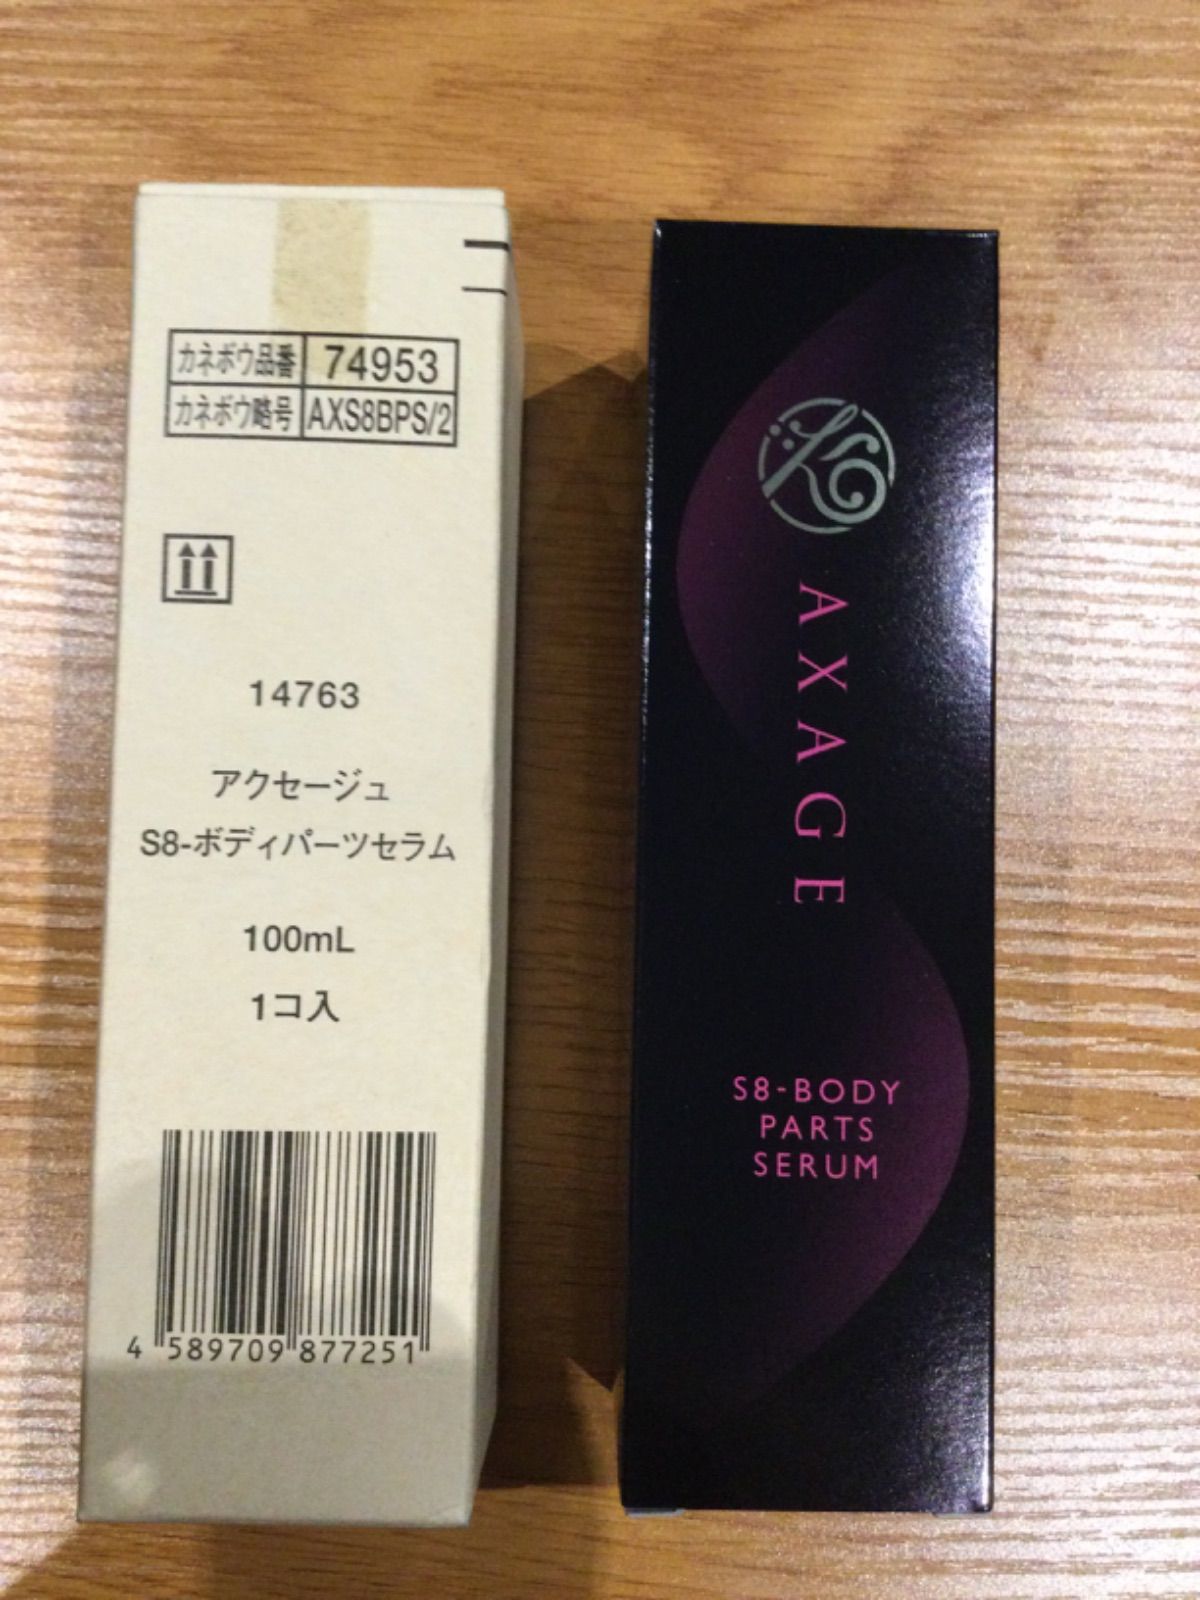 カネボウ品番 74953
カネボウ略号 AXS8BPS/2
14763
アクセージュ
S8-ボディパーツセラム
100mL
1コ入
4 589709 877251
AXAGE
S8-BODY
PARTS
SERUM